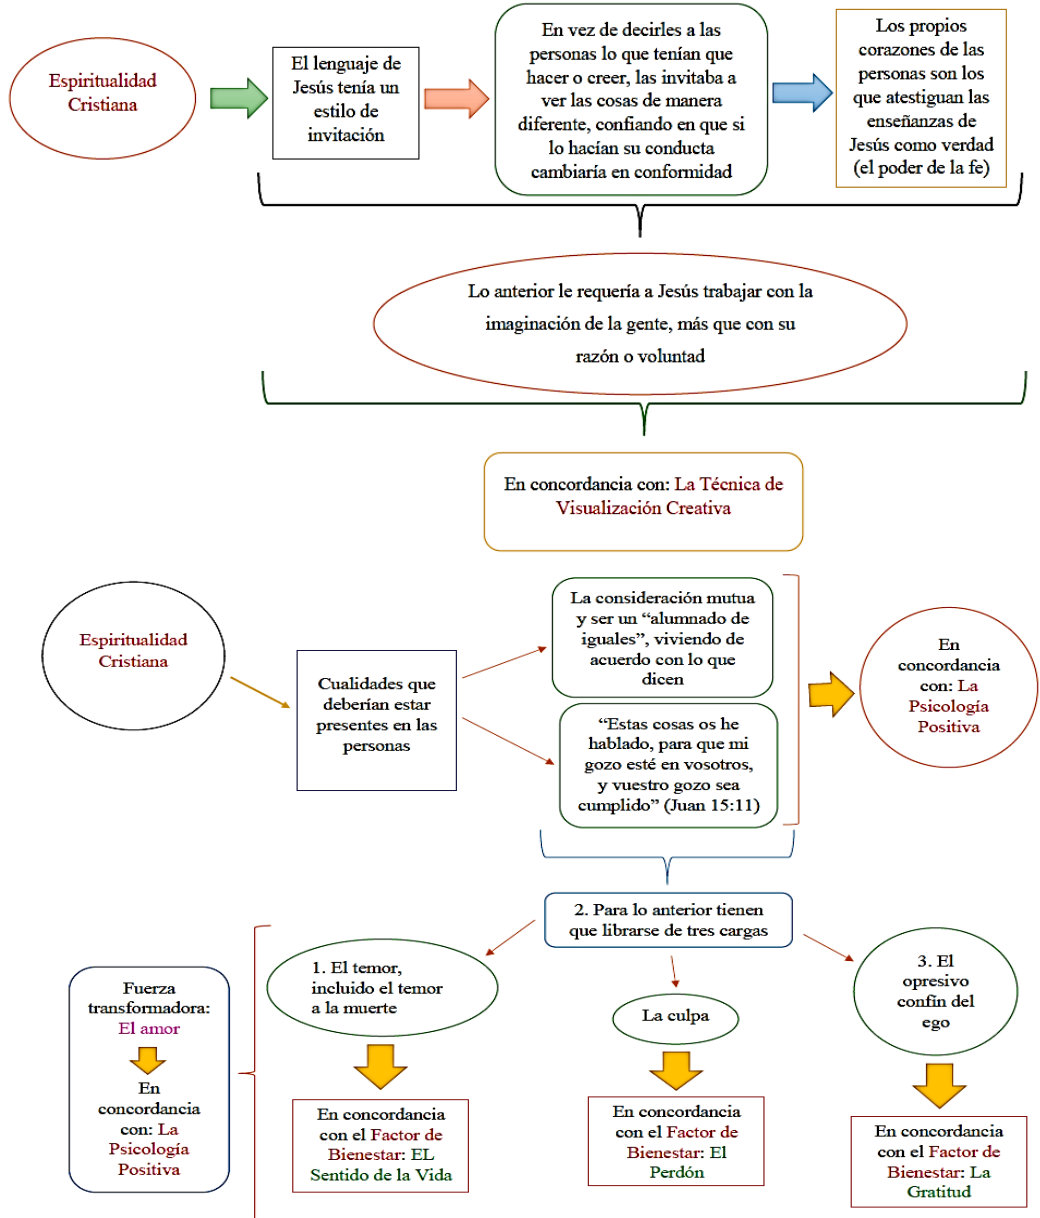 Espiritualidad
Cristiana
El lenguaje de
Jesús tenía un
estilo de
invitación
En vez de decirles a las
personas lo que tenían que
hacer o creer, las invitaba a
ver las cosas de manera
diferente, confiando en que si
lo hacían su conducta
cambiaría en conformidad
Los propios
corazones de las
personas son los
que atestiguan las
enseñanzas de
Jesús como verdad
(el poder de la fe)
Lo anterior le requería a Jesús trabajar con la
imaginación de la gente, más que con su
razón o voluntad
En concordancia con: La Técnica de
Visualización Creativa
Espiritualidad
Cristiana
Cualidades que
deberían estar
presentes en las
personas
La consideración mutua
y ser un “alumnado de
iguales”, viviendo de
acuerdo con lo que
dicen
“Estas cosas os he
hablado, para que mi
gozo esté en vosotros,
y vuestro gozo sea
cumplido” (Juan 15:11)
En
concordancia
con: La
Psicología
Positiva
2. Para lo anterior tienen
que librarse de tres cargas
1. El temor,
incluido el temor
a la muerte
La culpa
3. El
opresivo
confín del
ego
Fuerza
transformadora:
El amor
En
concordancia
con: La
Psicología
Positiva
En concordancia
con el Factor de
Bienestar: EL
Sentido de la Vida
En concordancia
con el Factor de
Bienestar: El
Perdón
En concordancia
con el Factor de
Bienestar: La
Gratitud